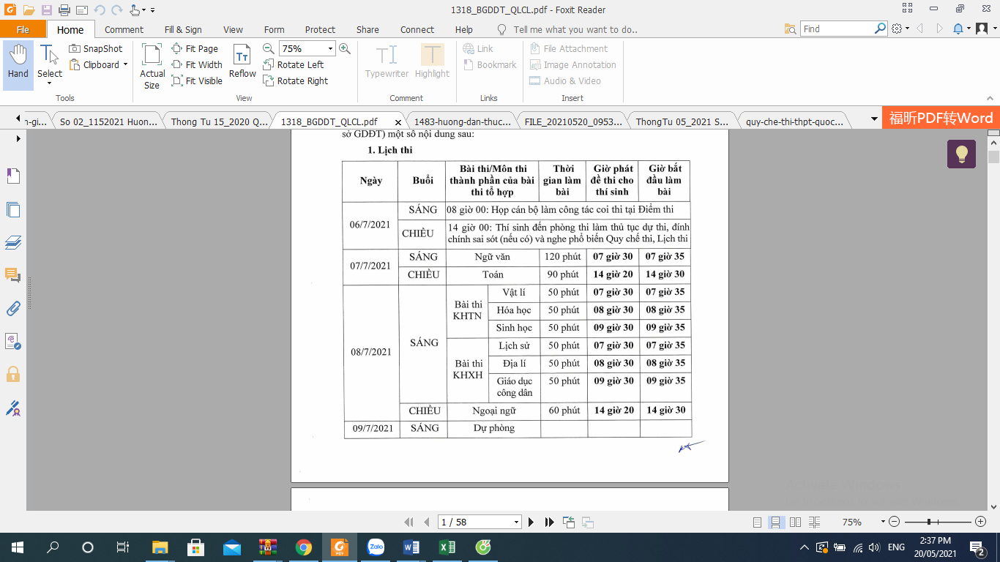 1318_BGDDT_QLCL.pdf - Foxit Reader
File Home Comment Fill & Sign View Form Protect Share Connect Help Tell me what you want to do.. Find
SnapShot Fit Page 75% Link File Attachment
Hand Select Clipboard Actual Size Fit Width Reflow Rotate Left Typewriter Highlight Bookmark Image Annotation
Fit Visible Rotate Right Audio & Video
Tools View Comment Links Insert
n-gi... So 02_1152021 Huon... Thong Tu 15_2020 Q... 1318_BGDDT_QLCL.pdf 1483-huong-dan-thuc... FILE_20210520_0953... ThongTu 05_2021 S... quy-che-thi-thpt-quoc... 福昕PDF转Word
sở GDĐT) một số nội dung sau:
1. Lịch thi
Ngày Buổi Bài thi/Môn thi thành phần của bài thi tổ hợp Thời gian làm bài Giờ phát đề thi cho thí sinh Giờ bắt đầu làm bài
06/7/2021 SÁNG 08 giờ 00: Họp cán bộ làm công tác coi thi tại Điểm thi
CHIỀU 14 giờ 00: Thí sinh đến phòng thi làm thủ tục dự thi, đính
chính sai sót (nếu có) và nghe phổ biến Quy chế thi, Lịch thi
07/7/2021 SÁNG Ngữ văn 120 phút 07 giờ 30 07 giờ 35
CHIỀU Toán 90 phút 14 giờ 20 14 giờ 30
08/7/2021 SÁNG Bài thi KHTN Vật lí 50 phút 07 giờ 30 07 giờ 35
Hóa học 50 phút 08 giờ 30 08 giờ 35
Sinh học 50 phút 09 giờ 30 09 giờ 35
Bài thi KHXH Lịch sử 50 phút 07 giờ 30 07 giờ 35
Địa lí 50 phút 08 giờ 30 08 giờ 35
Giáo dục công dân 50 phút 09 giờ 30 09 giờ 35
CHIỀU Ngoại ngữ 60 phút 14 giờ 20 14 giờ 30
09/7/2021 SÁNG Dự phòng
1 / 58 75%
Zalo ENG 2:37 PM
20/05/2021 2